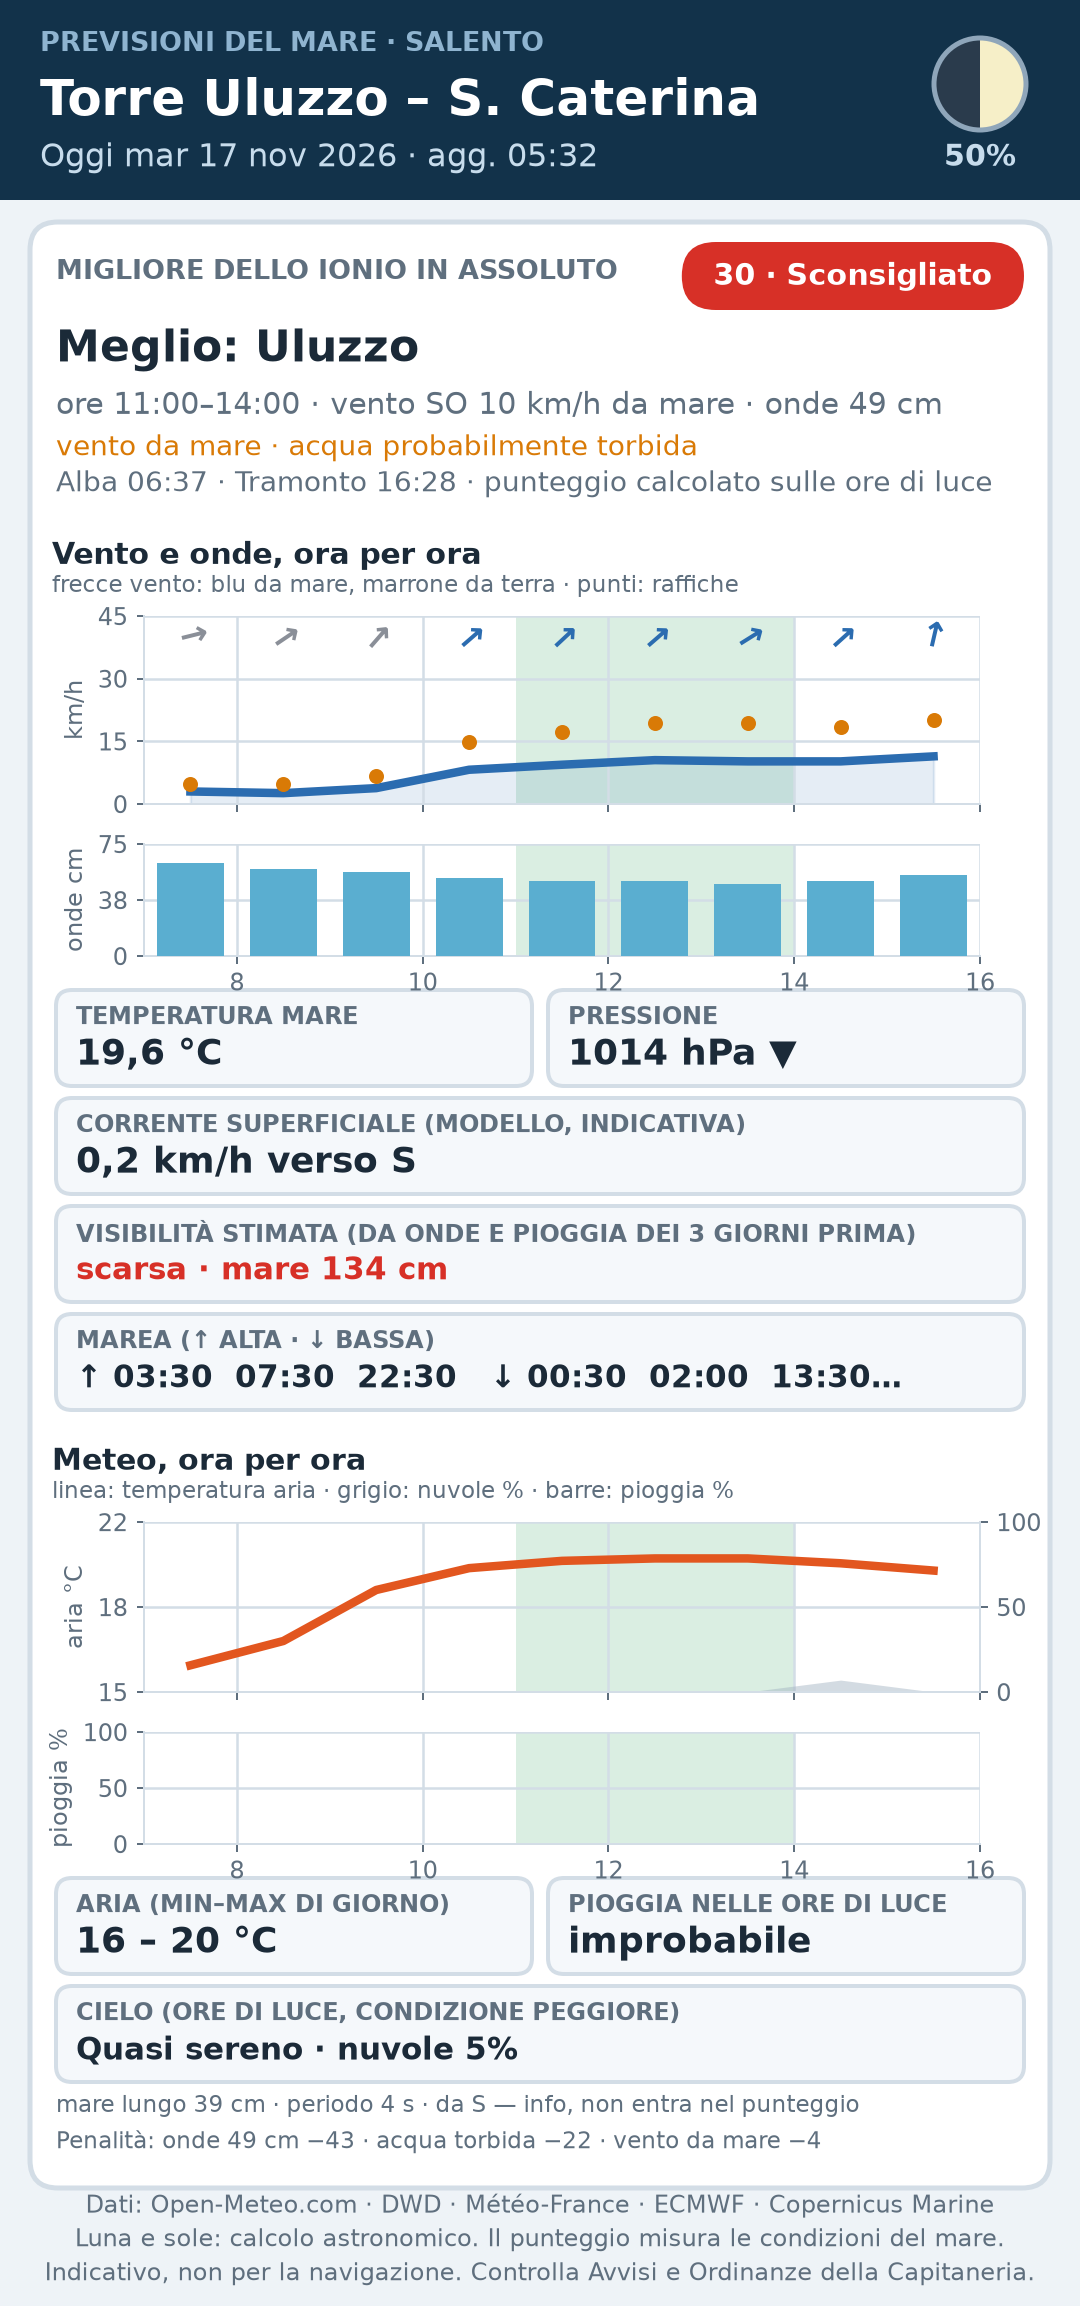 PREVISIONI DEL MARE · SALENTO
Torre Uluzzo – S. Caterina
Oggi mar 17 nov 2026 · agg. 05:32
50%
MIGLIORE DELLO IONIO IN ASSOLUTO
30 · Sconsigliato
Meglio: Uluzzo
ore 11:00–14:00 · vento SO 10 km/h da mare · onde 49 cm
vento da mare · acqua probabilmente torbida
Alba 06:37 · Tramonto 16:28 · punteggio calcolato sulle ore di luce
Vento e onde, ora per ora
frecce vento: blu da mare, marrone da terra · punti: raffiche
45
30
15
0
km/h
75
38
0
onde cm
8 10 12 14 16
TEMPERATURA MARE
19,6 °C
PRESSIONE
1014 hPa ▼
CORRENTE SUPERFICIALE (MODELLO, INDICATIVA)
0,2 km/h verso S
VISIBILITÀ STIMATA (DA ONDE E PIOGGIA DEI 3 GIORNI PRIMA)
scarsa · mare 134 cm
MAREA (↑ ALTA · ↓ BASSA)
↑ 03:30 07:30 22:30 ↓ 00:30 02:00 13:30…
Meteo, ora per ora
linea: temperatura aria · grigio: nuvole % · barre: pioggia %
22
18
15
aria °C
100
50
0
100
50
0
pioggia %
8 10 12 14 16
ARIA (MIN–MAX DI GIORNO)
16 – 20 °C
PIOGGIA NELLE ORE DI LUCE
improbabile
CIELO (ORE DI LUCE, CONDIZIONE PEGGIORE)
Quasi sereno · nuvole 5%
mare lungo 39 cm · periodo 4 s · da S — info, non entra nel punteggio
Penalità: onde 49 cm −43 · acqua torbida −22 · vento da mare −4
Dati: Open-Meteo.com · DWD · Météo-France · ECMWF · Copernicus Marine
Luna e sole: calcolo astronomico. Il punteggio misura le condizioni del mare.
Indicativo, non per la navigazione. Controlla Avvisi e Ordinanze della Capitaneria.